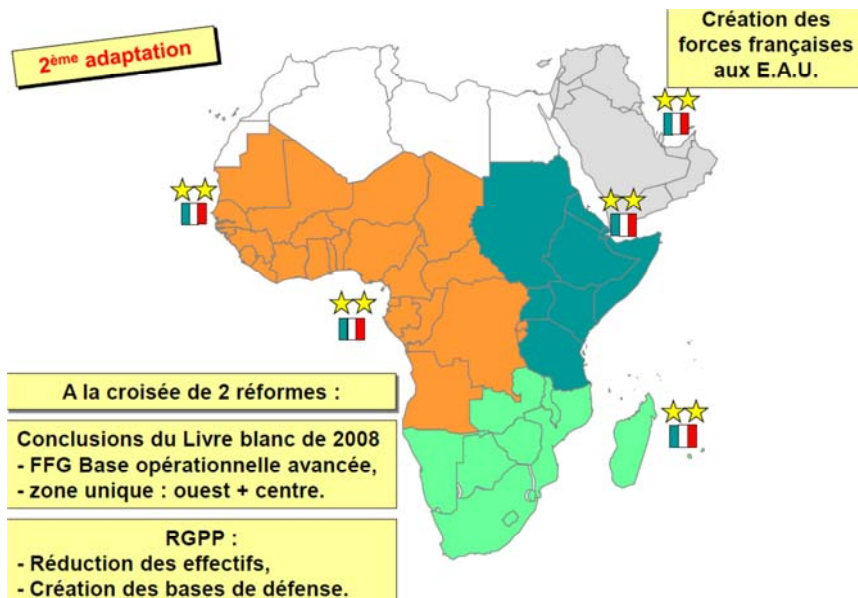 2ème adaptation
Création des
forces françaises
aux E.A.U.
A la croisée de 2 réformes :
Conclusions du Livre blanc de 2008
- FFG Base opérationnelle avancée,
- zone unique : ouest + centre.
RGPP :
- Réduction des effectifs,
- Création des bases de défense.